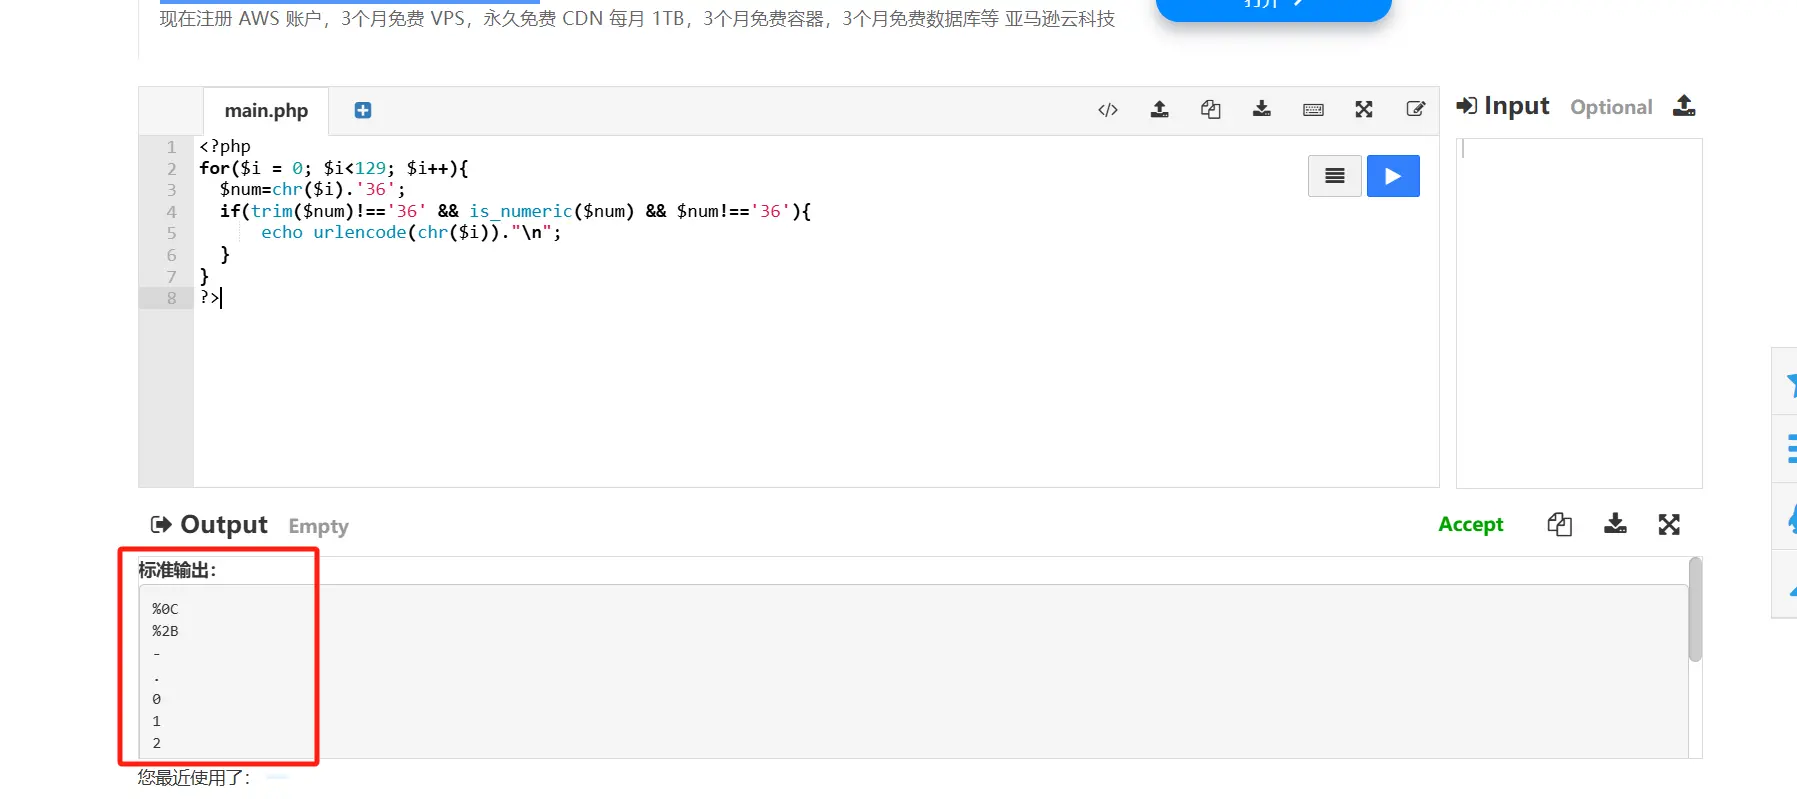 现在注册 AWS 账户，3个月免费 VPS，永久免费 CDN 每月 1TB，3个月免费容器，3个月免费数据库等 亚马逊云科技
main.php
Input Optional
1 <?php
2 for($i = 0; $i<129; $i++){
3 $num=chr($i).'36';
4 if(trim($num)!=='36' && is_numeric($num) && $num!=='36'){
5 echo urlencode(chr($i))."\n";
6 }
7 }
8 ?>
Output Empty
Accept
标准输出:
%0C
%2B
-
.
0
1
2
您最近使用了：